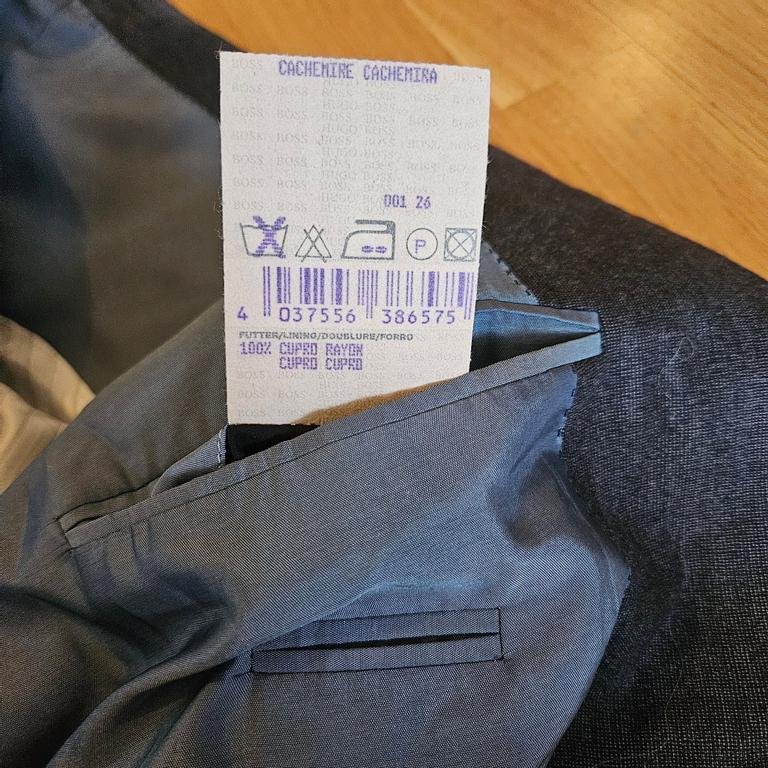 CACHEMIRE CACHEMIRA
001 26
P
4 037556 386575
FUTTER/LINING/DOUBLURE/FORRO
100% CUPRO RAYON
CUPRO CUPRO